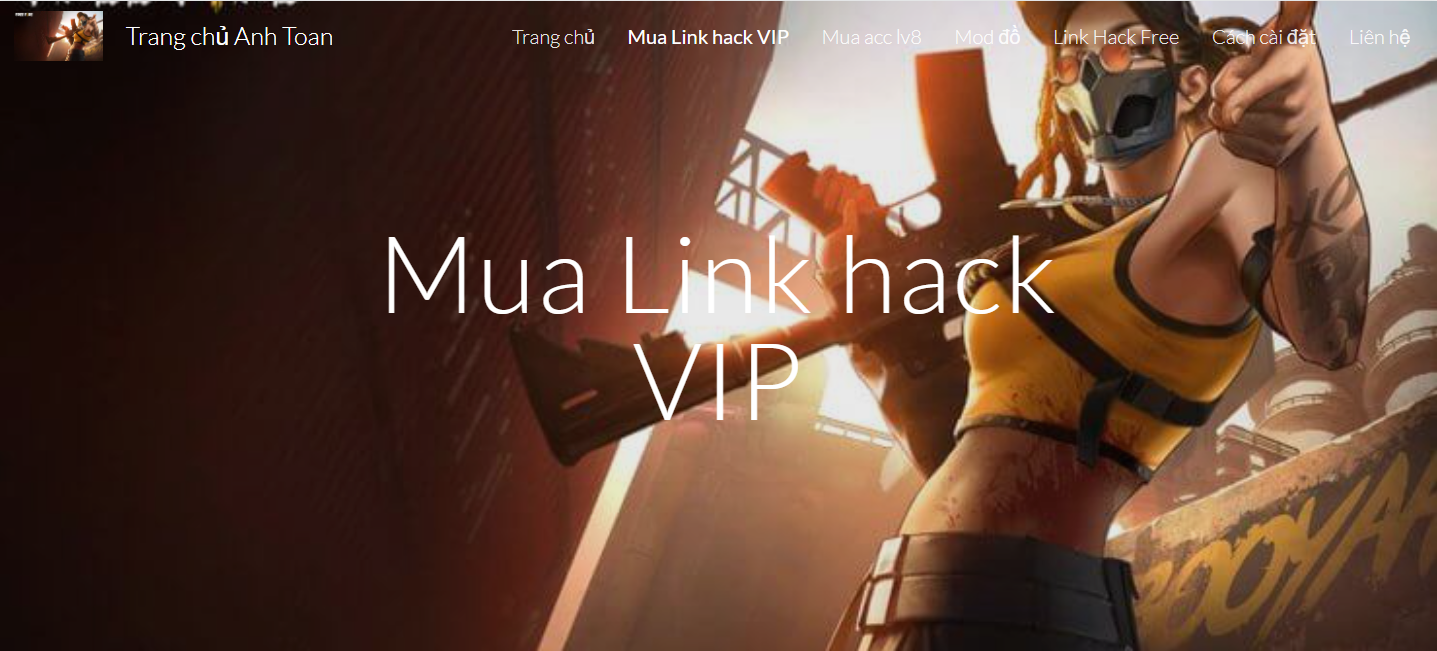 Trang chủ Anh Toan
Trang chủ
Mua Link hack VIP
Mua acc lv8
Mod đồ
Link Hack Free
Cách cài đặt
Liên hệ
Mua Link hack
VIP
BOOYAH